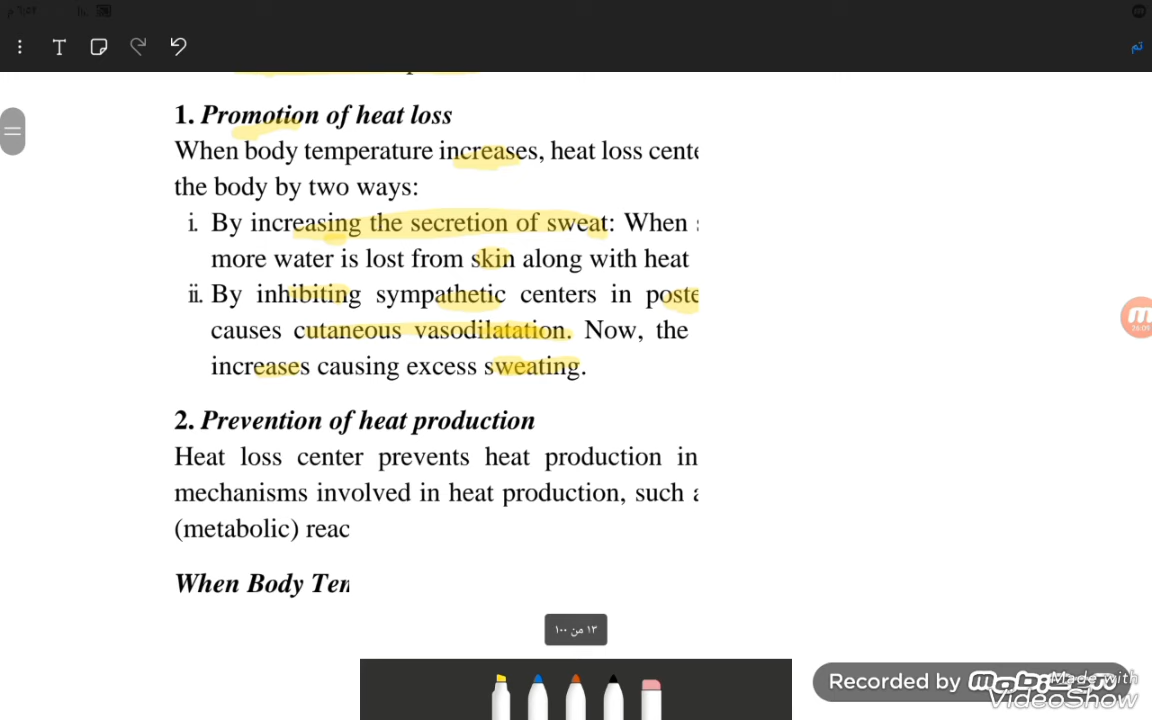 T
1. Promotion of heat loss
When body temperature increases, heat loss
the body by two ways:
i. By increasing the secretion of sweat: When
more water is lost from skin along with heat
ii. By inhibiting sympathetic centers in
causes cutaneous vasodilatation. Now, the
increases causing excess sweating.
2. Prevention of heat production
Heat loss center prevents heat production in
mechanisms involved in heat production, such
(metabolic)
When Body
١٣ من ١٠٠
تم
Recorded by
Made with
VideoShow